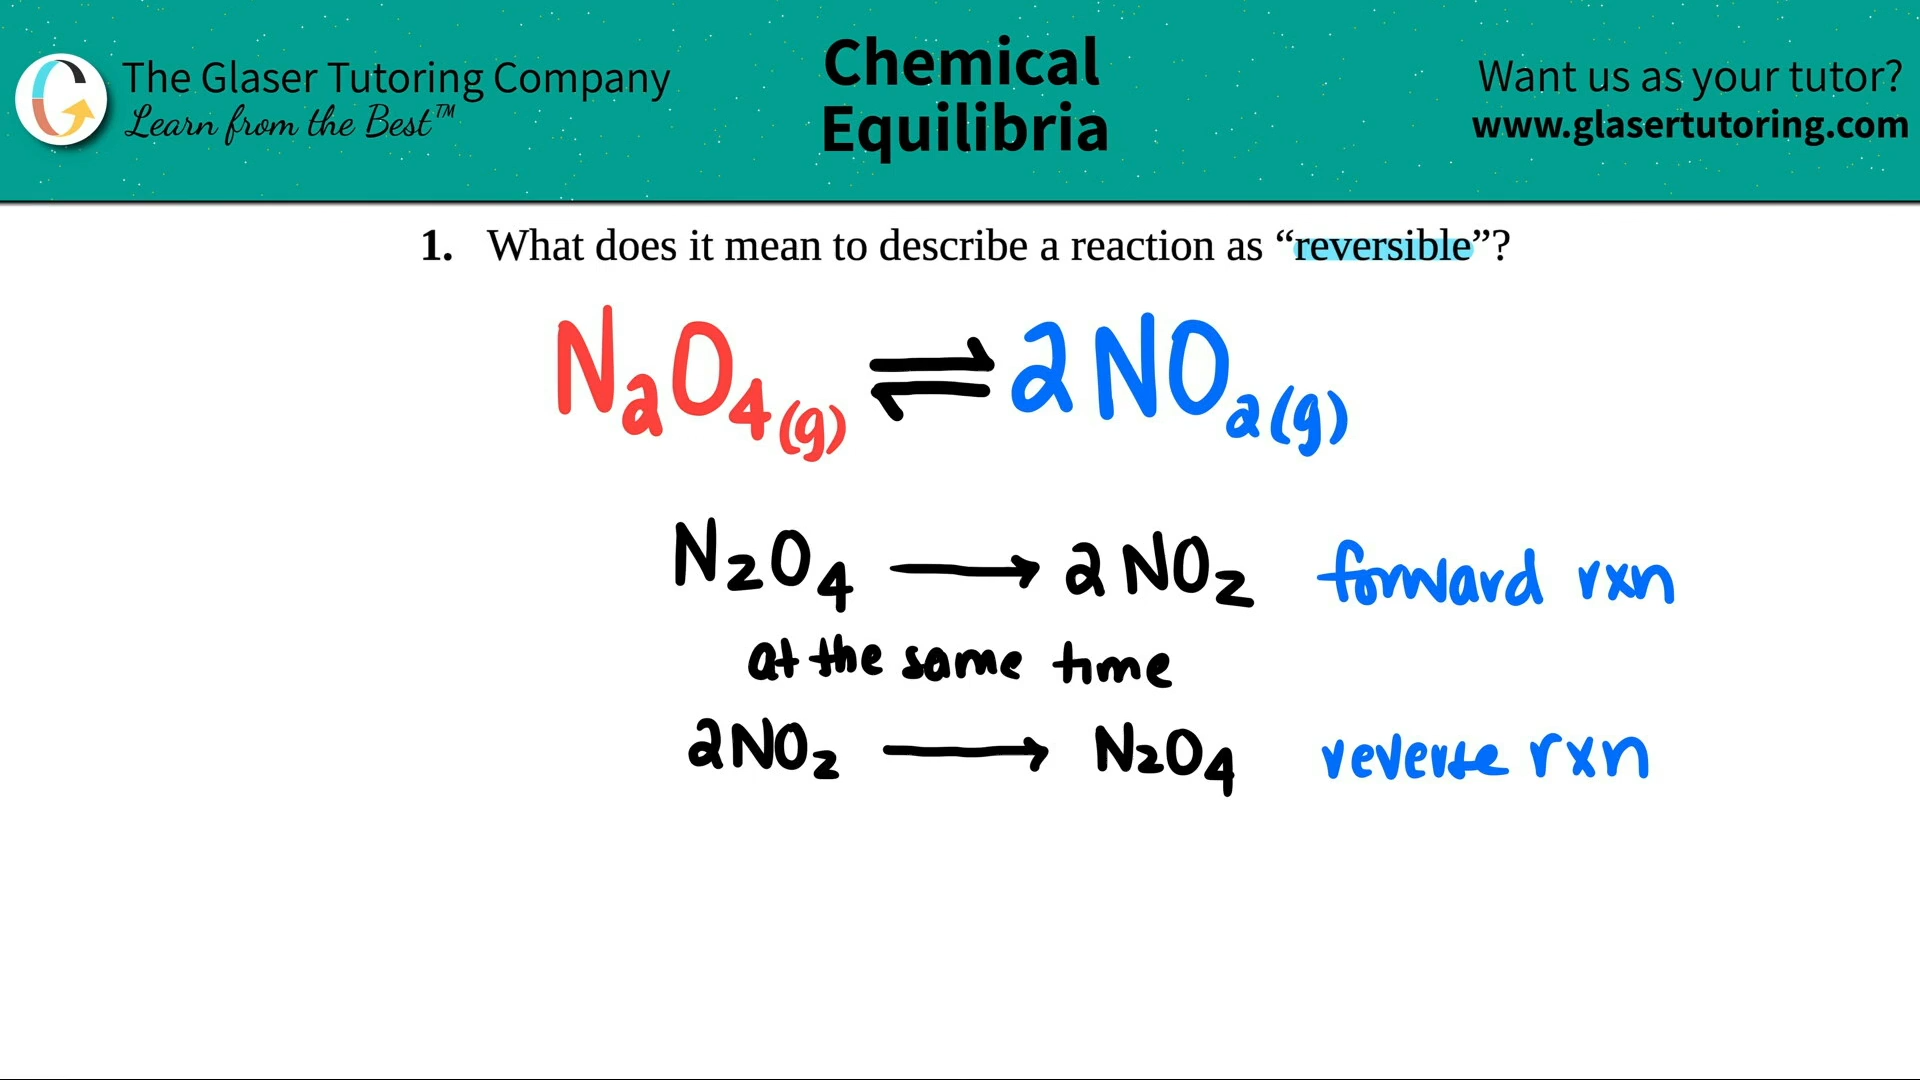 The Glaser Tutoring Company
Learn from the Best™
Chemical
Equilibria
Want us as your tutor?
www.glasertutoring.com
1. What does it mean to describe a reaction as “reversible”?
N₂O₄(g) ⇌ 2NO₂(g)
N₂O₄ ⟶ 2NO₂ forward rxn
at the same time
2NO₂ ⟶ N₂O₄ reverse rxn